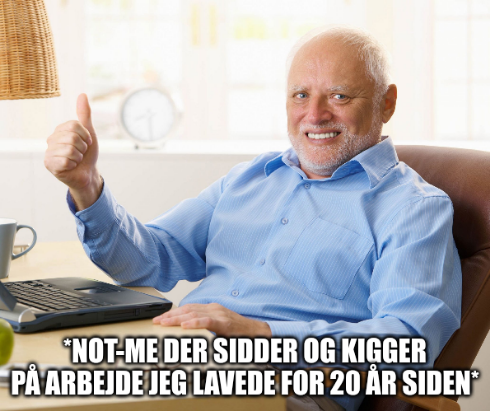 *NOT-ME DER SIDDER OG KIGGER
PÅ ARBEJDE JEG LAVEDE FOR 20 ÅR SIDEN*